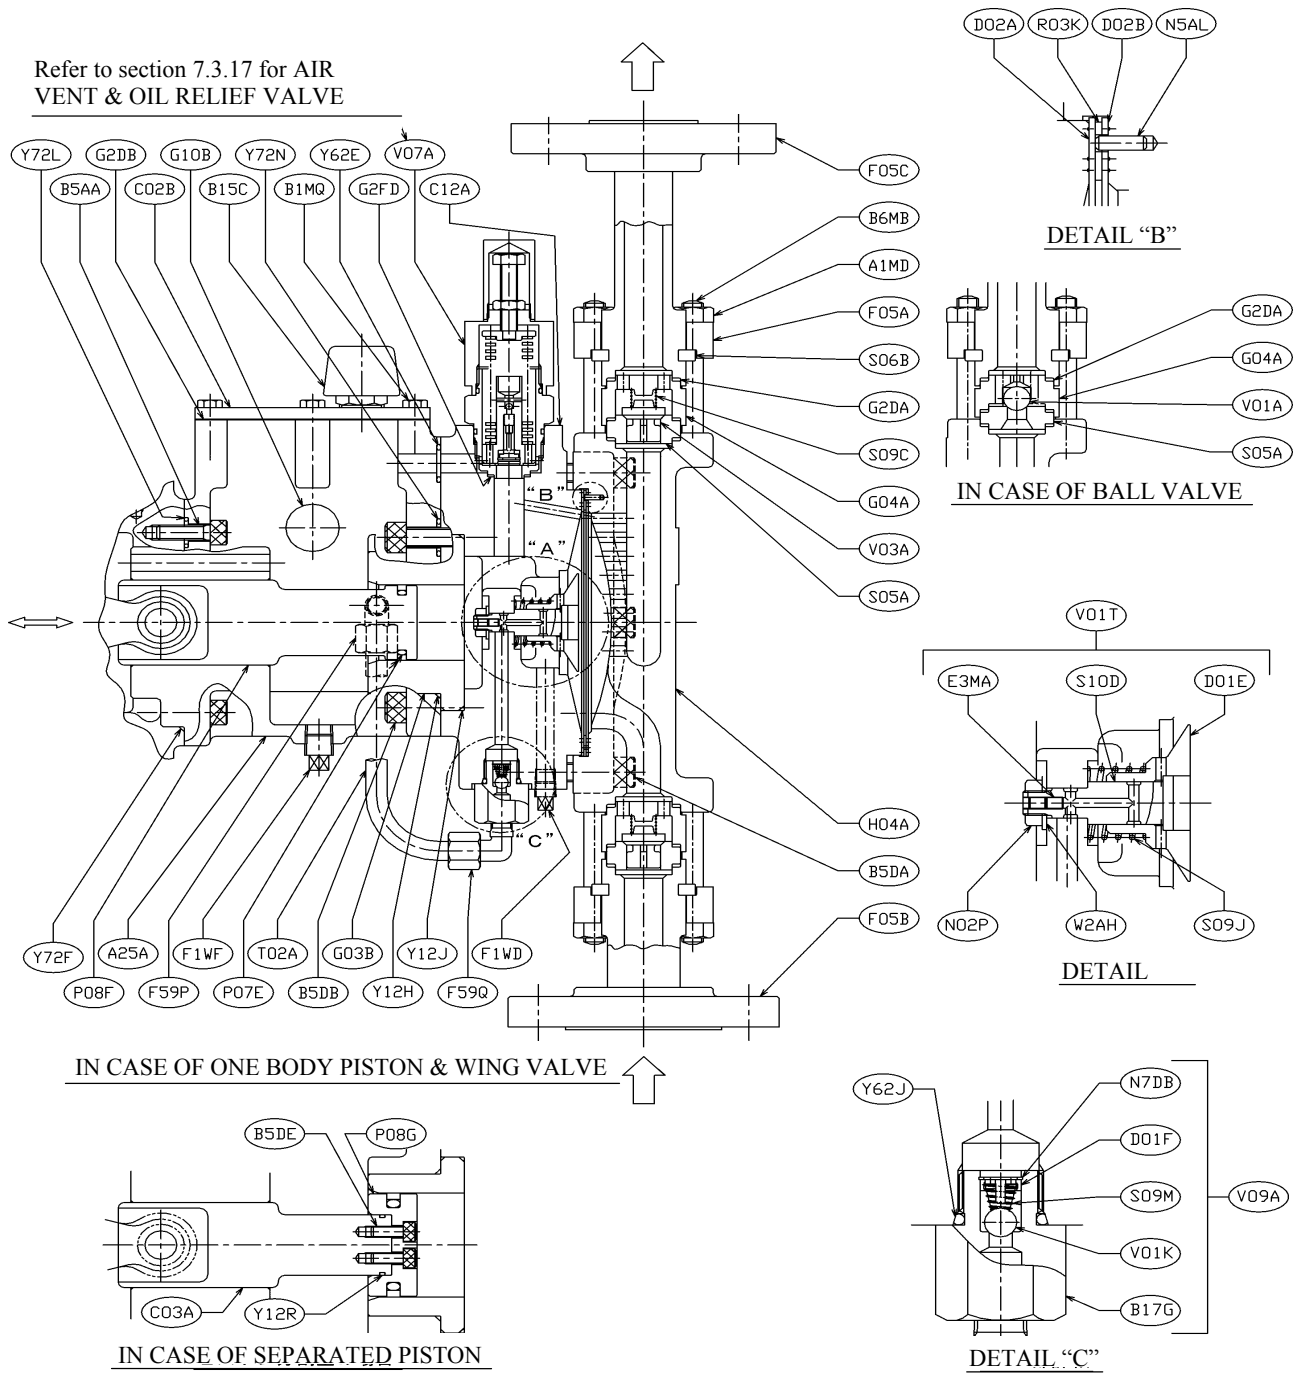 D02A R03K D02B N5AL
Refer to section 7.3.17 for AIR
VENT & OIL RELIEF VALVE
Y72L G2DB G10B Y72N Y62E V07A
B5AA C02B B15C B1MQ G2FD C12A
F05C
B6MB
A1MD
F05A
S06B
G2DA
S09C
G04A
V03A
S05A
DETAIL “B”
G2DA
G04A
V01A
S05A
IN CASE OF BALL VALVE
“B”
“A”
“C”
V01T
E3MA S10D D01E
N02P W2AH S09J
DETAIL
H04A
B5DA
F05B
Y72F A25A F1WF T02A G03B Y12J F1WD
P08F F59P P07E B5DB Y12H F59Q
IN CASE OF ONE BODY PISTON & WING VALVE
B5DE P08G
C03A Y12R
IN CASE OF SEPARATED PISTON
Y62J N7DB
D01F
S09M
V09A
V01K
B17G
DETAIL “C”